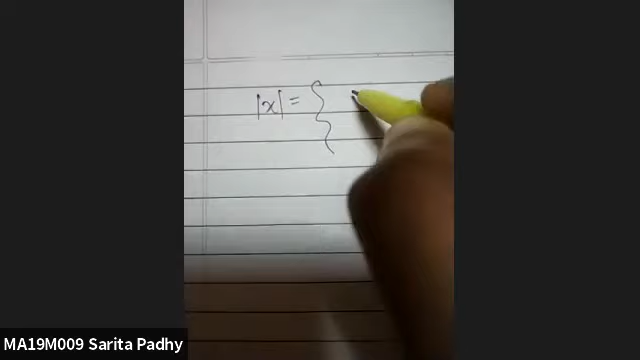 |x| = {
MA19M009 Sarita Padhy